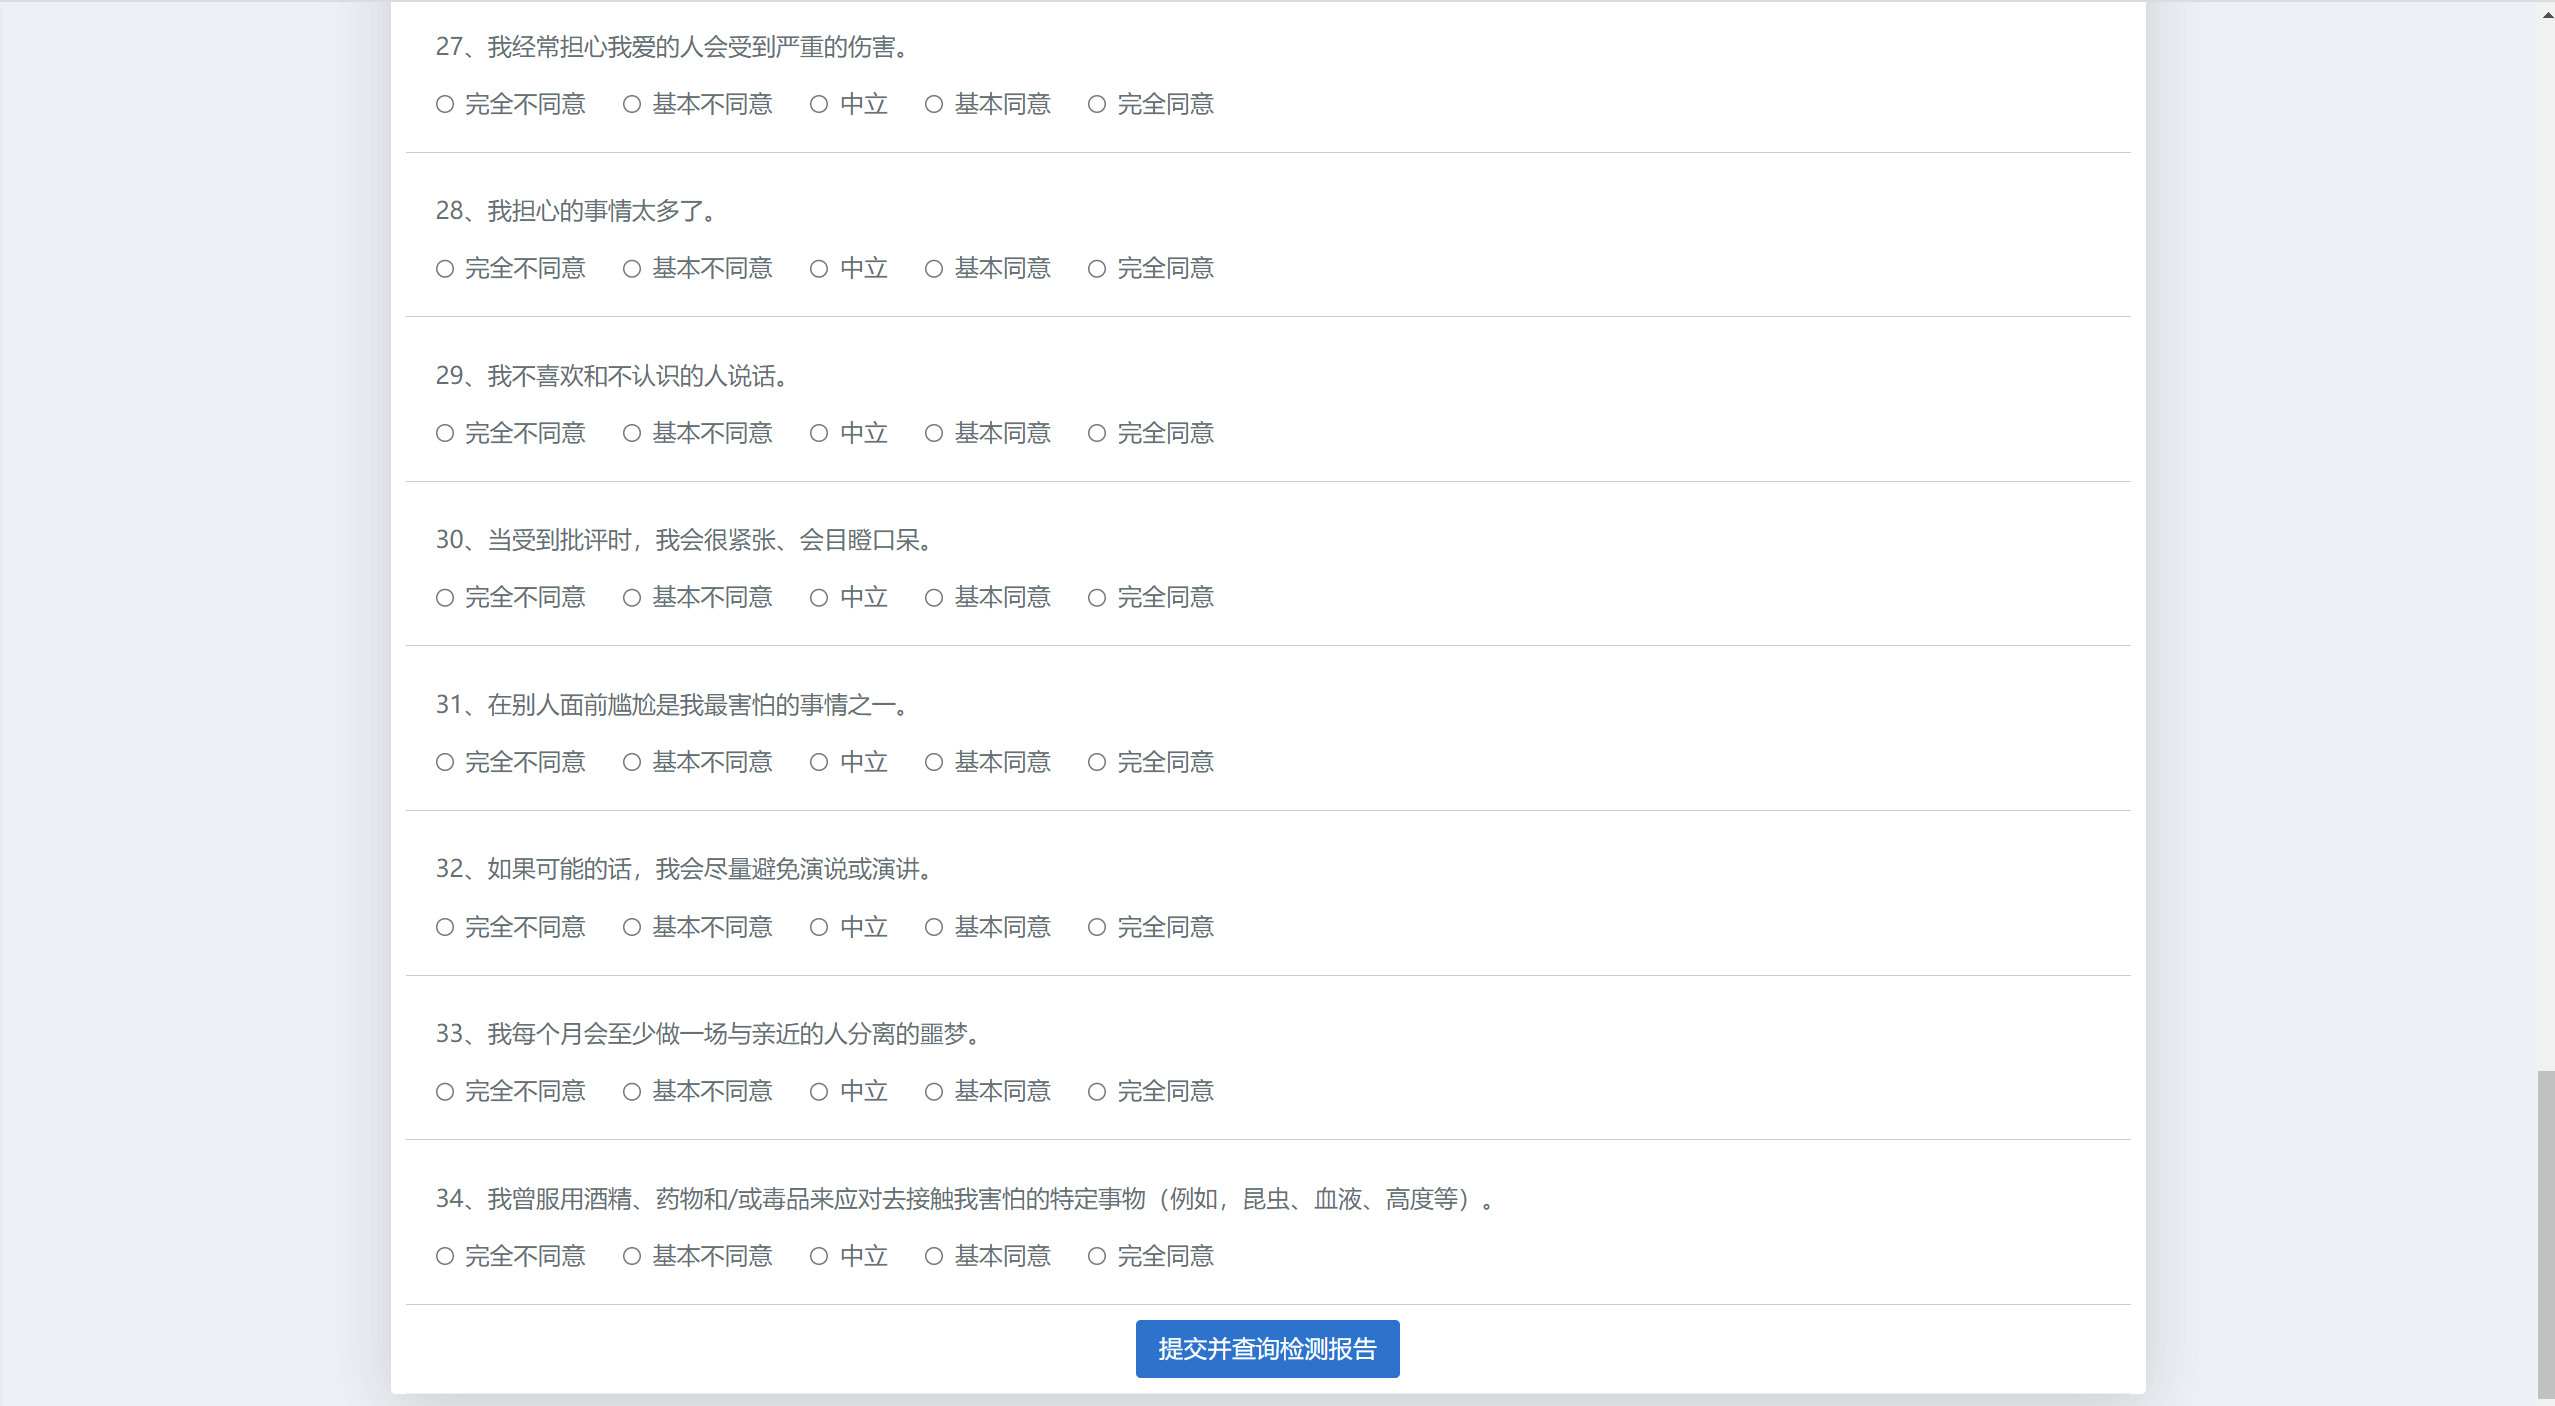 27、我经常担心我爱的人会受到严重的伤害。
完全不同意 基本不同意 中立 基本同意 完全同意
28、我担心的事情太多了。
完全不同意 基本不同意 中立 基本同意 完全同意
29、我不喜欢和不认识的人说话。
完全不同意 基本不同意 中立 基本同意 完全同意
30、当受到批评时，我会很紧张、会目瞪口呆。
完全不同意 基本不同意 中立 基本同意 完全同意
31、在别人面前尴尬是我最害怕的事情之一。
完全不同意 基本不同意 中立 基本同意 完全同意
32、如果可能的话，我会尽量避免演说或演讲。
完全不同意 基本不同意 中立 基本同意 完全同意
33、我每个月会至少做一场与亲近的人分离的噩梦。
完全不同意 基本不同意 中立 基本同意 完全同意
34、我曾服用酒精、药物和/或毒品来应对去接触我害怕的特定事物（例如，昆虫、血液、高度等）。
完全不同意 基本不同意 中立 基本同意 完全同意
提交并查询检测报告